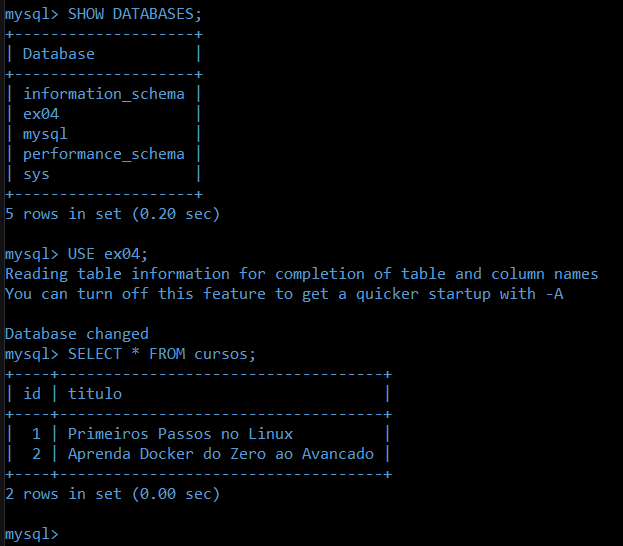 mysql> SHOW DATABASES;
+--------------------+
| Database           |
+--------------------+
| information_schema |
| ex04               |
| mysql              |
| performance_schema |
| sys                |
+--------------------+
5 rows in set (0.20 sec)

mysql> USE ex04;
Reading table information for completion of table and column names
You can turn off this feature to get a quicker startup with -A

Database changed
mysql> SELECT * FROM cursos;
+----+------------------------------------+
| id | titulo                             |
+----+------------------------------------+
|  1 | Primeiros Passos no Linux          |
|  2 | Aprenda Docker do Zero ao Avancado |
+----+------------------------------------+
2 rows in set (0.00 sec)

mysql>